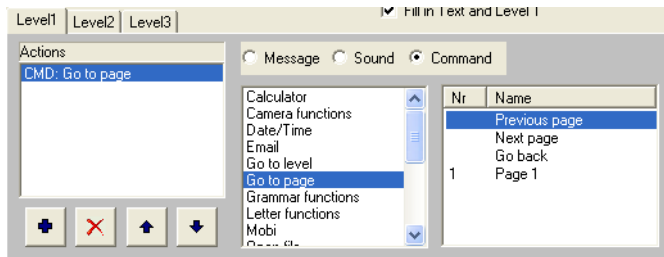 Level1 Level2 Level3
Fill in Text and Level 1
Actions
CMD: Go to page
Message Sound Command
Calculator
Camera functions
Date/Time
Email
Go to level
Go to page
Grammar functions
Letter functions
Mobi
Open file
Nr Name
Previous page
Next page
Go back
1 Page 1